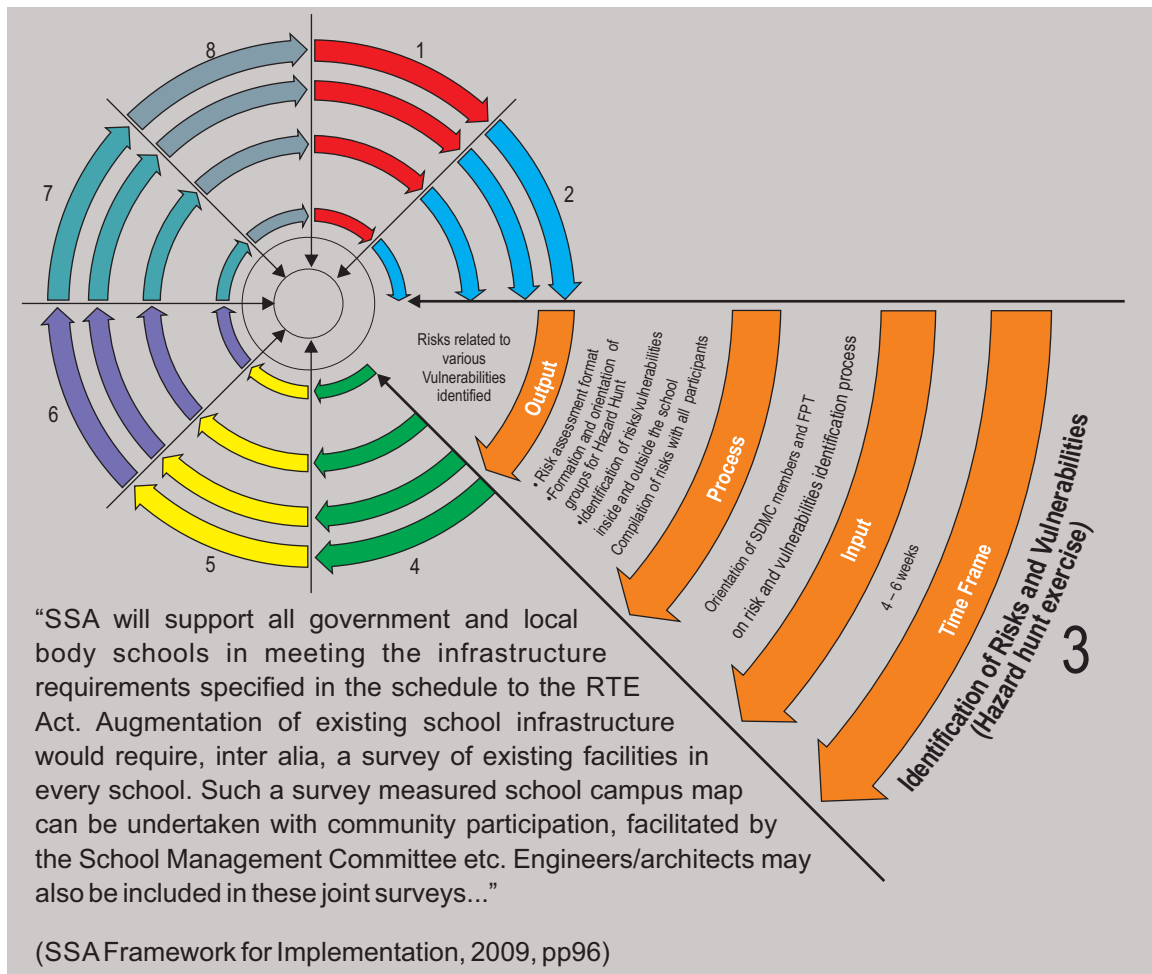 8
1
7
2
6
5
4
Risks related to
various
Vulnerabilities
identified
Output
• Risk assessment format
•Formation and orientation of
groups for Hazard Hunt
•Identification of risks/vulnerabilities
inside and outside the school
Compilation of risks with all participants
Process
Orientation of SDMC members and FPT
on risk and vulnerabilities identification process
Input
4 – 6 weeks
Time Frame
Identification of Risks and Vulnerabilities
(Hazard hunt exercise)
3
“SSA will support all government and local
body schools in meeting the infrastructure
requirements specified in the schedule to the RTE
Act. Augmentation of existing school infrastructure
would require, inter alia, a survey of existing facilities in
every school. Such a survey measured school campus map
can be undertaken with community participation, facilitated by
the School Management Committee etc. Engineers/architects may
also be included in these joint surveys...”
(SSA Framework for Implementation, 2009, pp96)